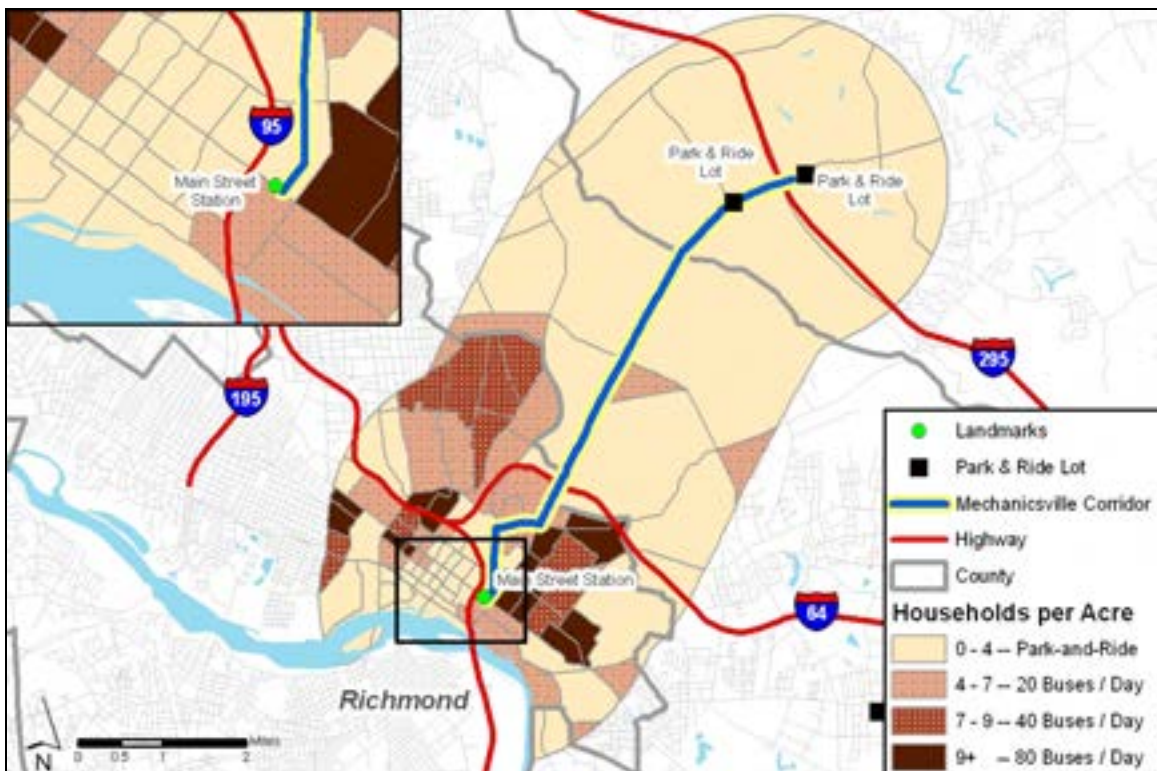 95
Main Street
Station
Park & Ride
Lot
Park & Ride
Lot
195
295
64
Main Street Station
Richmond
N
0 0.5 1 2
Miles
Landmarks
Park & Ride Lot
Mechanicsville Corridor
Highway
County
Households per Acre
0 - 4 -- Park-and-Ride
4 - 7 -- 20 Buses / Day
7 - 9 -- 40 Buses / Day
9+ -- 80 Buses / Day